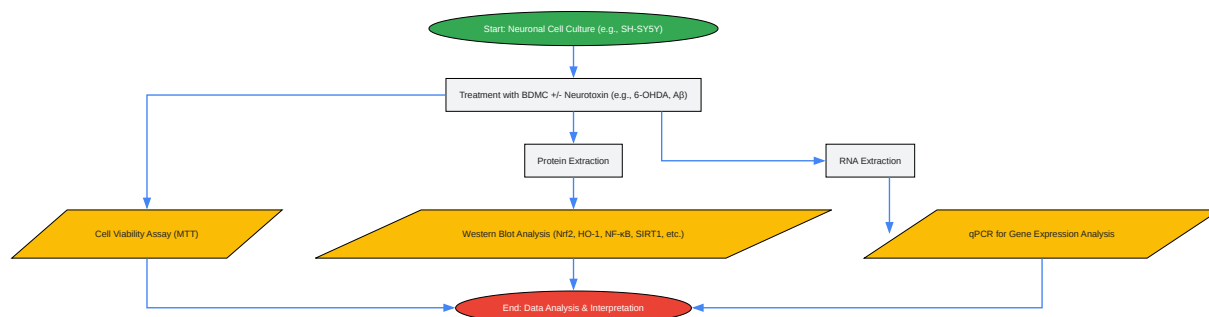 Start: Neuronal Cell Culture (e.g., SH-SY5Y)
Treatment with BDMC +/- Neurotoxin (e.g., 6-OHDA, Aβ)
Protein Extraction
RNA Extraction
Cell Viability Assay (MTT)
Western Blot Analysis (Nrf2, HO-1, NF-κB, SIRT1, etc.)
qPCR for Gene Expression Analysis
End: Data Analysis & Interpretation